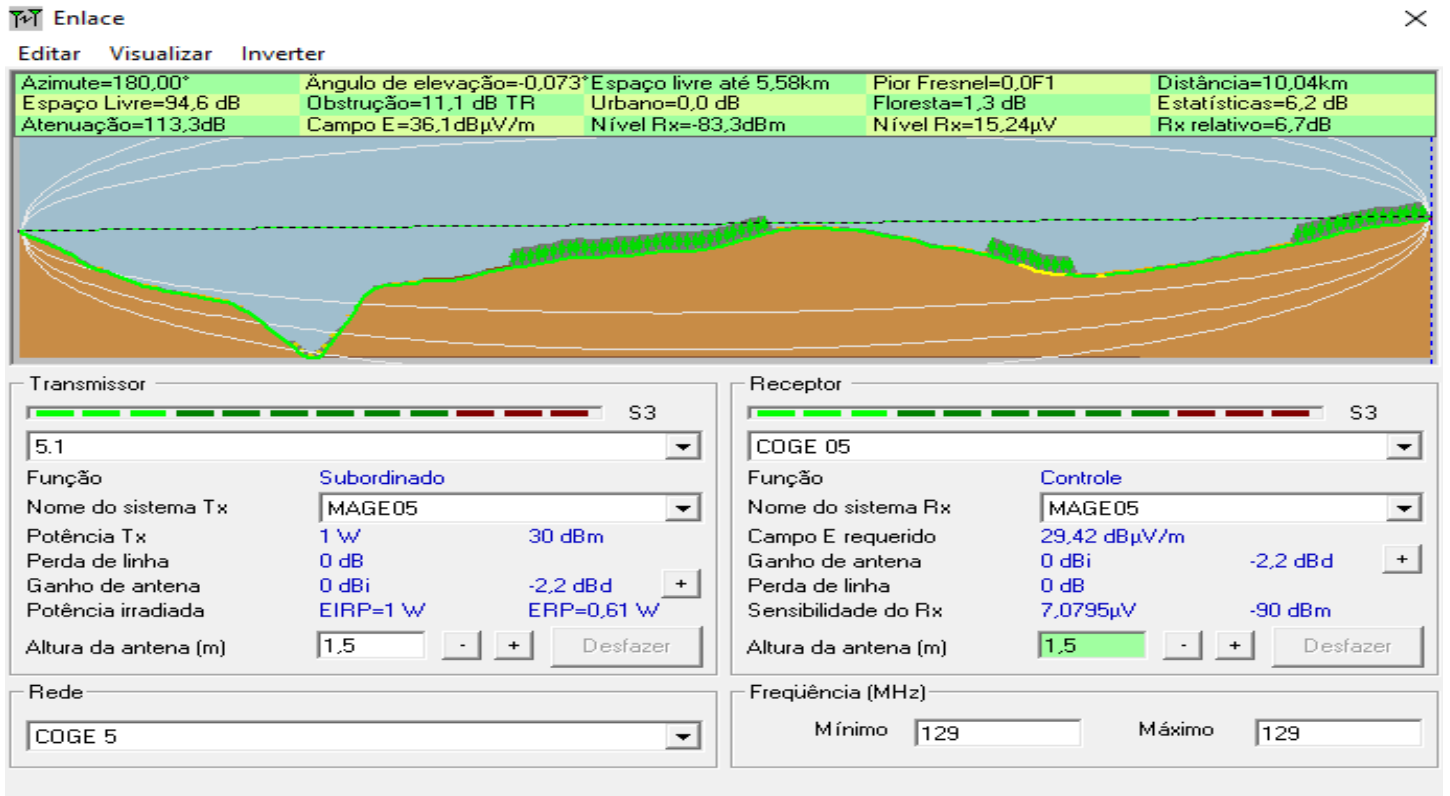 Enlace
Editar Visualizar Inverter
Azimute=180,00° Ângulo de elevação=-0,073° Espaço livre até 5,58km Pior Fresnel=0,0F1 Distância=10,04km
Espaço Livre=94,6 dB Obstrução=11,1 dB TR Urbano=0,0 dB Floresta=1,3 dB Estatísticas=6,2 dB
Atenuação=113,3dB Campo E=36,1dBµV/m Nível Rx=-83,3dBm Nível Rx=15,24µV Rx relativo=6,7dB
Transmissor
S3
5.1
Função Subordinado
Nome do sistema Tx MAGE05
Potência Tx 1 W 30 dBm
Perda de linha 0 dB
Ganho de antena 0 dBi -2,2 dBd +
Potência irradiada EIRP=1 W ERP=0,61 W
Altura da antena (m) 1,5 - + Desfazer
Rede
COGE 5
Receptor
S3
COGE 05
Função Controle
Nome do sistema Rx MAGE05
Campo E requerido 29,42 dBµV/m
Ganho de antena 0 dBi -2,2 dBd +
Perda de linha 0 dB
Sensibilidade do Rx 7,0795µV -90 dBm
Altura da antena (m) 1,5 - + Desfazer
Freqüência (MHz)
Mínimo 129 Máximo 129